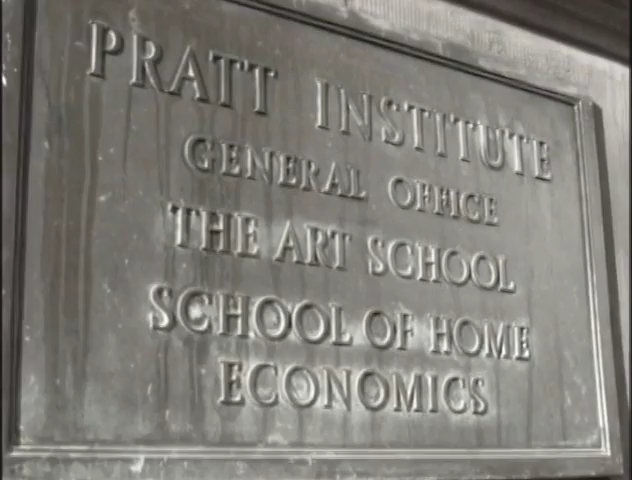 PRATT INSTITUTE
GENERAL OFFICE
THE ART SCHOOL
SCHOOL OF HOME
ECONOMICS